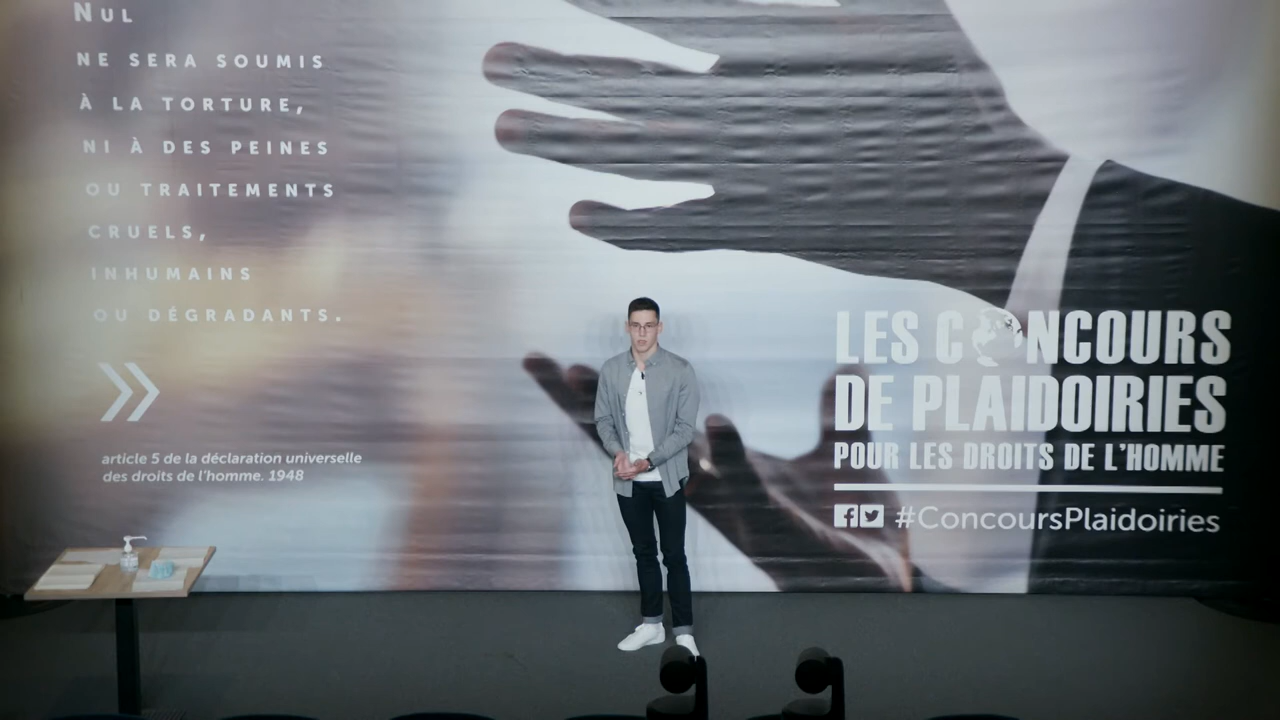 Nul
ne sera soumis
à la torture,
ni à des peines
ou traitements
cruels,
inhumains
ou dégradants.
article 5 de la déclaration universelle
des droits de l'homme. 1948
LES CONCOURS
DE PLAIDOIRIES
POUR LES DROITS DE L'HOMME
#ConcoursPlaidoiries